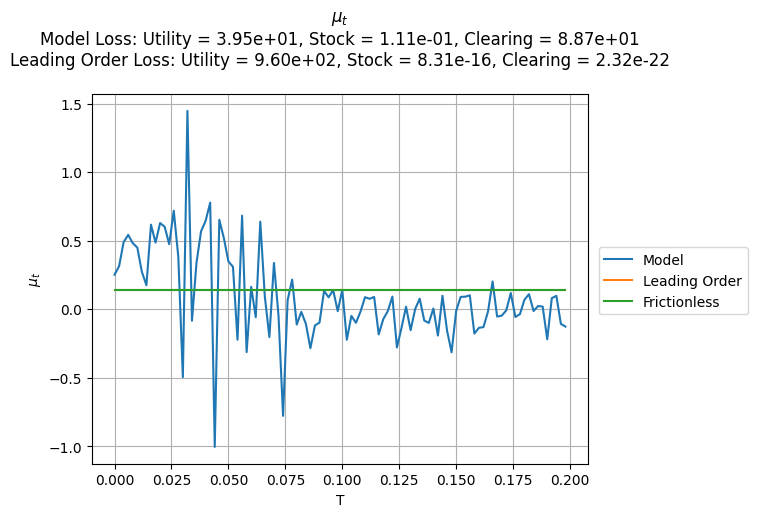 μₜ
Model Loss: Utility = 3.95e+01, Stock = 1.11e-01, Clearing = 8.87e+01
Leading Order Loss: Utility = 9.60e+02, Stock = 8.31e-16, Clearing = 2.32e-22
1.5
1.0
0.5
0.0
−0.5
−1.0
μₜ
0.000
0.025
0.050
0.075
0.100
0.125
0.150
0.175
0.200
T
Model
Leading Order
Frictionless